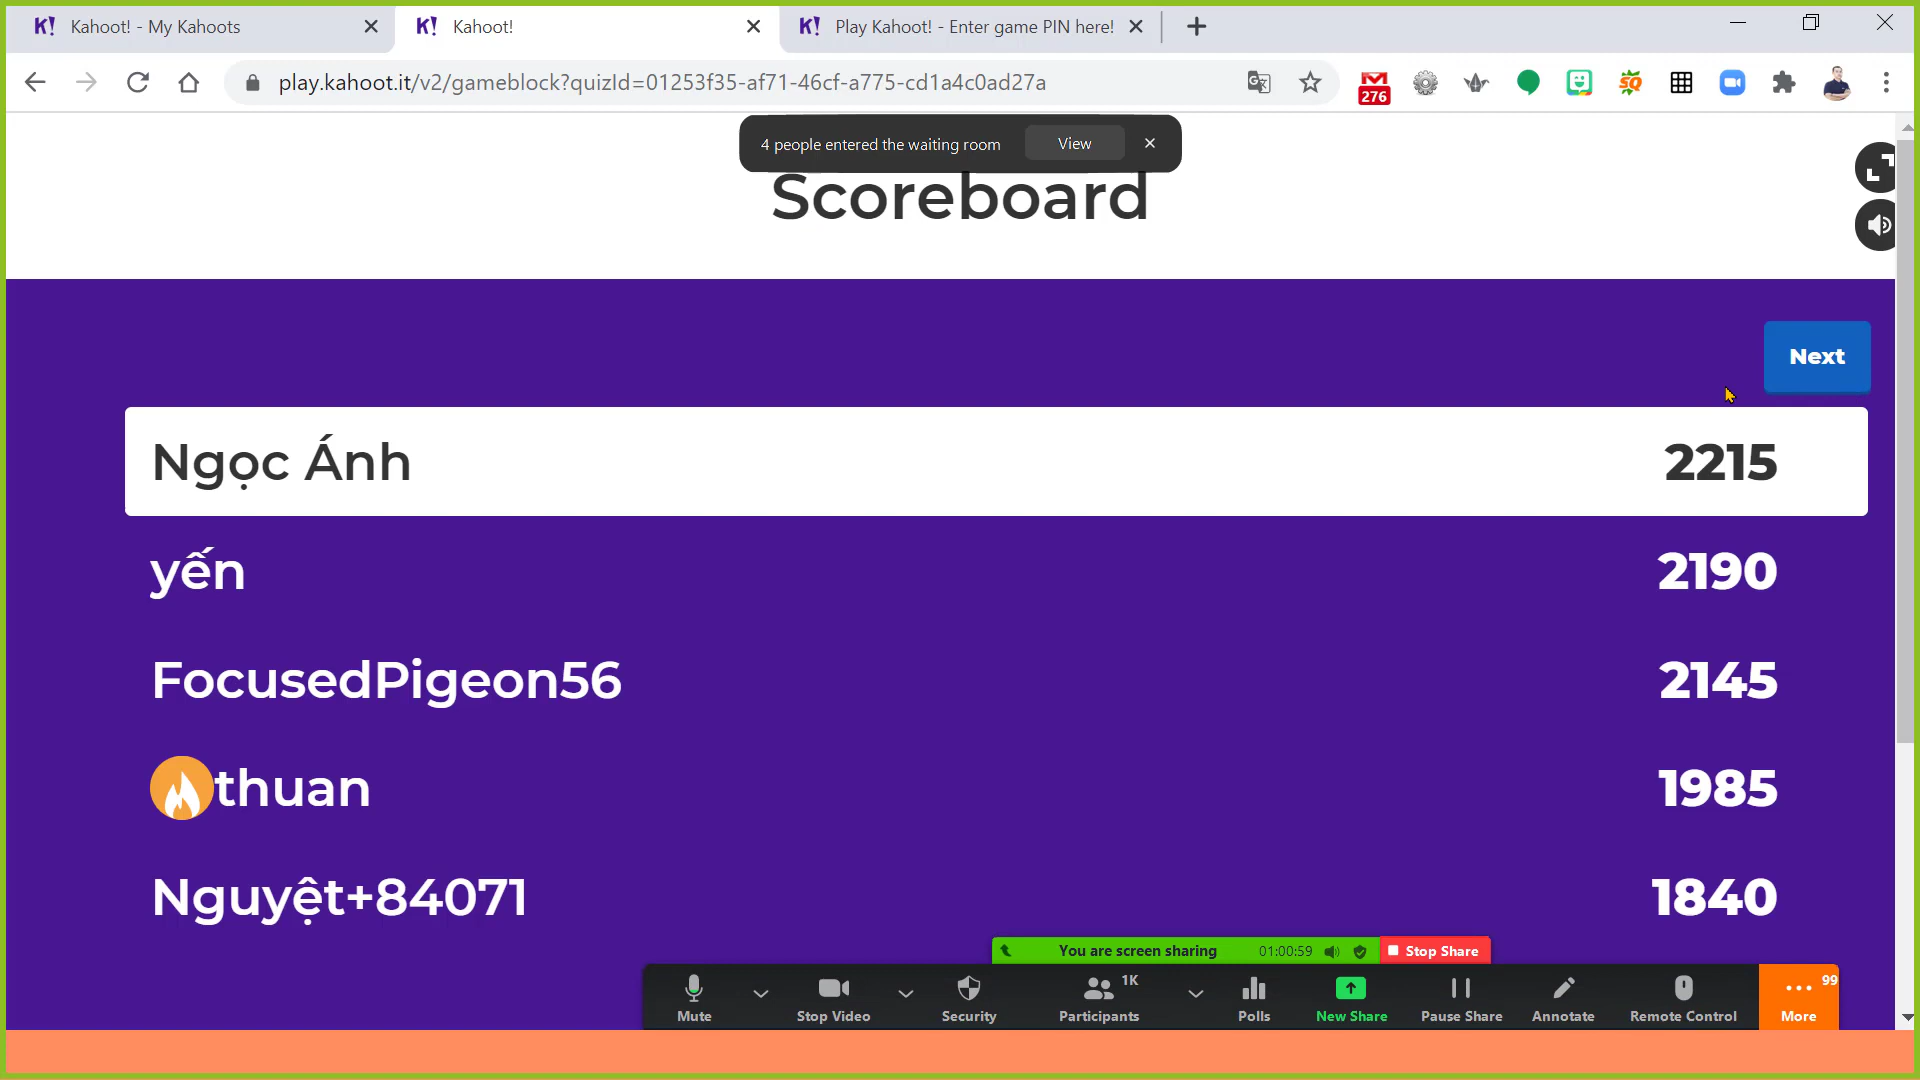 K! Kahoot! - My Kahoots
K! Kahoot!
K! Play Kahoot! - Enter game PIN here!
play.kahoot.it/v2/gameblock?quizId=01253f35-af71-46cf-a775-cd1a4c0ad27a
276
SQ
4 people entered the waiting room View
Scoreboard
Next
Ngọc Ánh 2215
yến 2190
FocusedPigeon56 2145
thuan 1985
Nguyệt+84071 1840
You are screen sharing 01:00:59 Stop Share
1K
99
Mute Stop Video Security Participants Polls New Share Pause Share Annotate Remote Control More